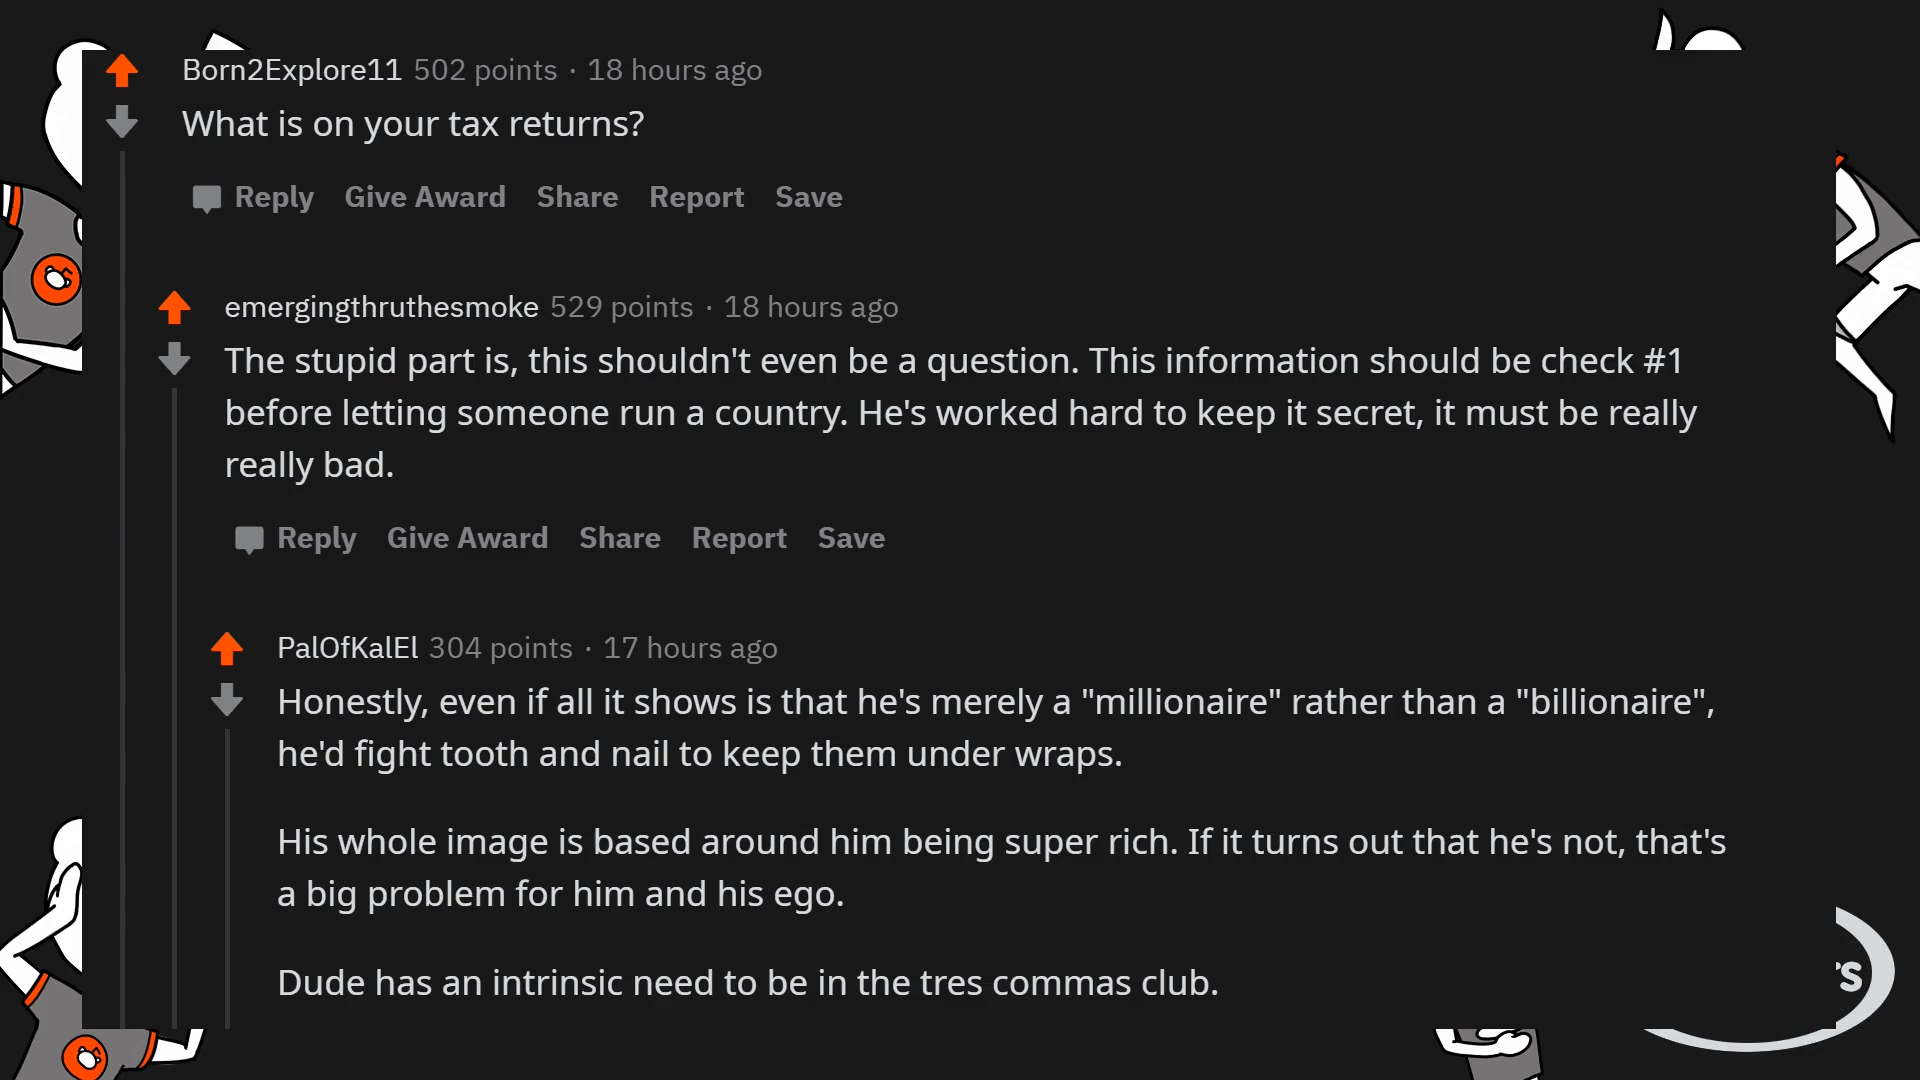 Born2Explore11 502 points · 18 hours ago
What is on your tax returns?
Reply Give Award Share Report Save
emergingthruthesmoke 529 points · 18 hours ago
The stupid part is, this shouldn't even be a question. This information should be check #1
before letting someone run a country. He's worked hard to keep it secret, it must be really
really bad.
Reply Give Award Share Report Save
PalOfKalEl 304 points · 17 hours ago
Honestly, even if all it shows is that he's merely a "millionaire" rather than a "billionaire",
he'd fight tooth and nail to keep them under wraps.
His whole image is based around him being super rich. If it turns out that he's not, that's
a big problem for him and his ego.
Dude has an intrinsic need to be in the tres commas club.